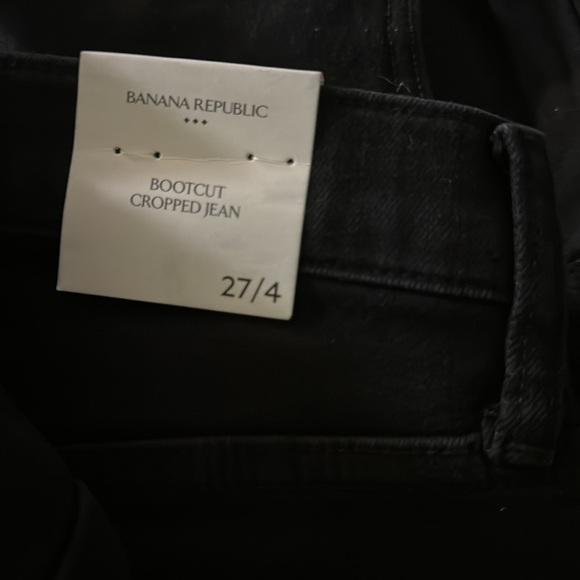 BANANA REPUBLIC
BOOTCUT
CROPPED JEAN
27/4